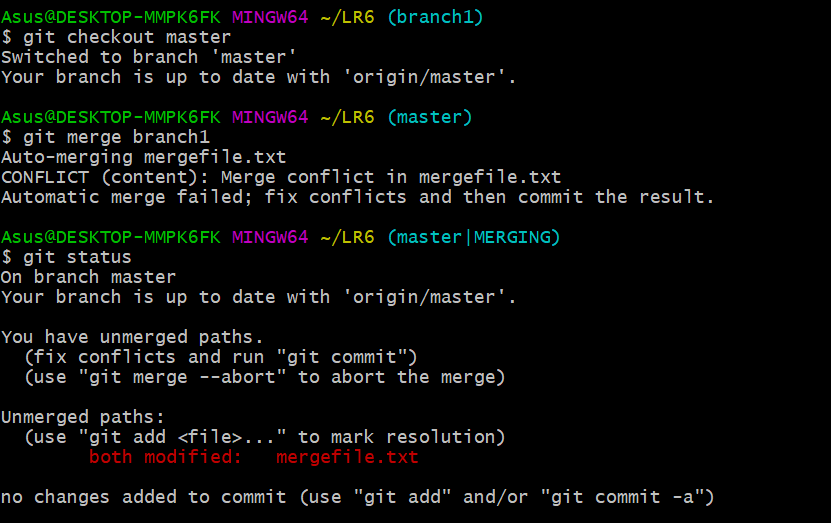 Asus@DESKTOP-MMPK6FK MINGW64 ~/LR6 (branch1)
$ git checkout master
Switched to branch 'master'
Your branch is up to date with 'origin/master'.
Asus@DESKTOP-MMPK6FK MINGW64 ~/LR6 (master)
$ git merge branch1
Auto-merging mergefile.txt
CONFLICT (content): Merge conflict in mergefile.txt
Automatic merge failed; fix conflicts and then commit the result.
Asus@DESKTOP-MMPK6FK MINGW64 ~/LR6 (master|MERGING)
$ git status
On branch master
Your branch is up to date with 'origin/master'.
You have unmerged paths.
  (fix conflicts and run "git commit")
  (use "git merge --abort" to abort the merge)
Unmerged paths:
  (use "git add <file>..." to mark resolution)
        both modified:   mergefile.txt
no changes added to commit (use "git add" and/or "git commit -a")